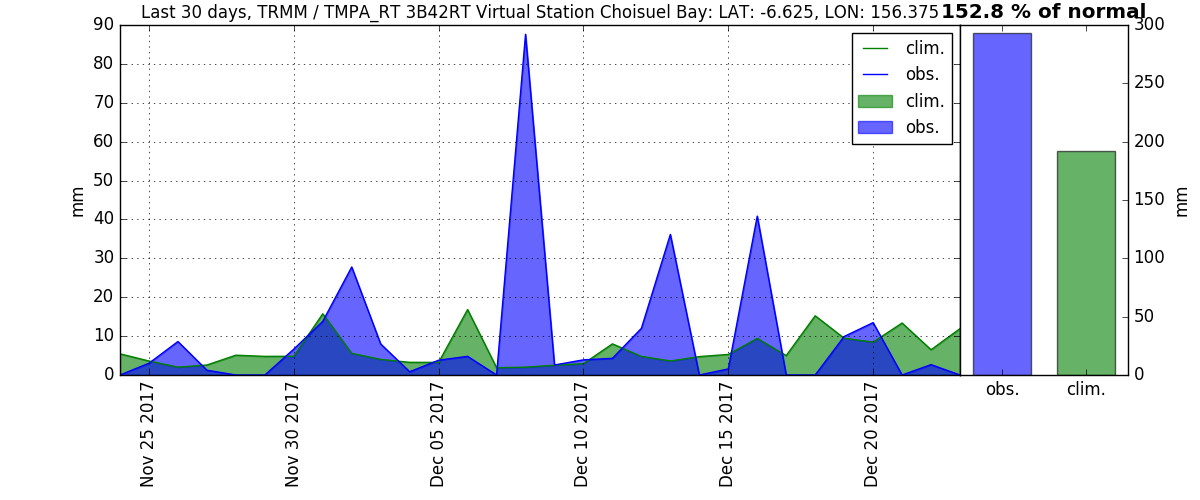 Last 30 days, TRMM / TMPA_RT 3B42RT Virtual Station Choisuel Bay: LAT: -6.625, LON: 156.375
152.8 % of normal
90
80
70
60
50
40
30
20
10
0
mm
clim.
obs.
clim.
obs.
Nov 25 2017
Nov 30 2017
Dec 05 2017
Dec 10 2017
Dec 15 2017
Dec 20 2017
300
250
200
150
100
50
0
mm
obs.
clim.